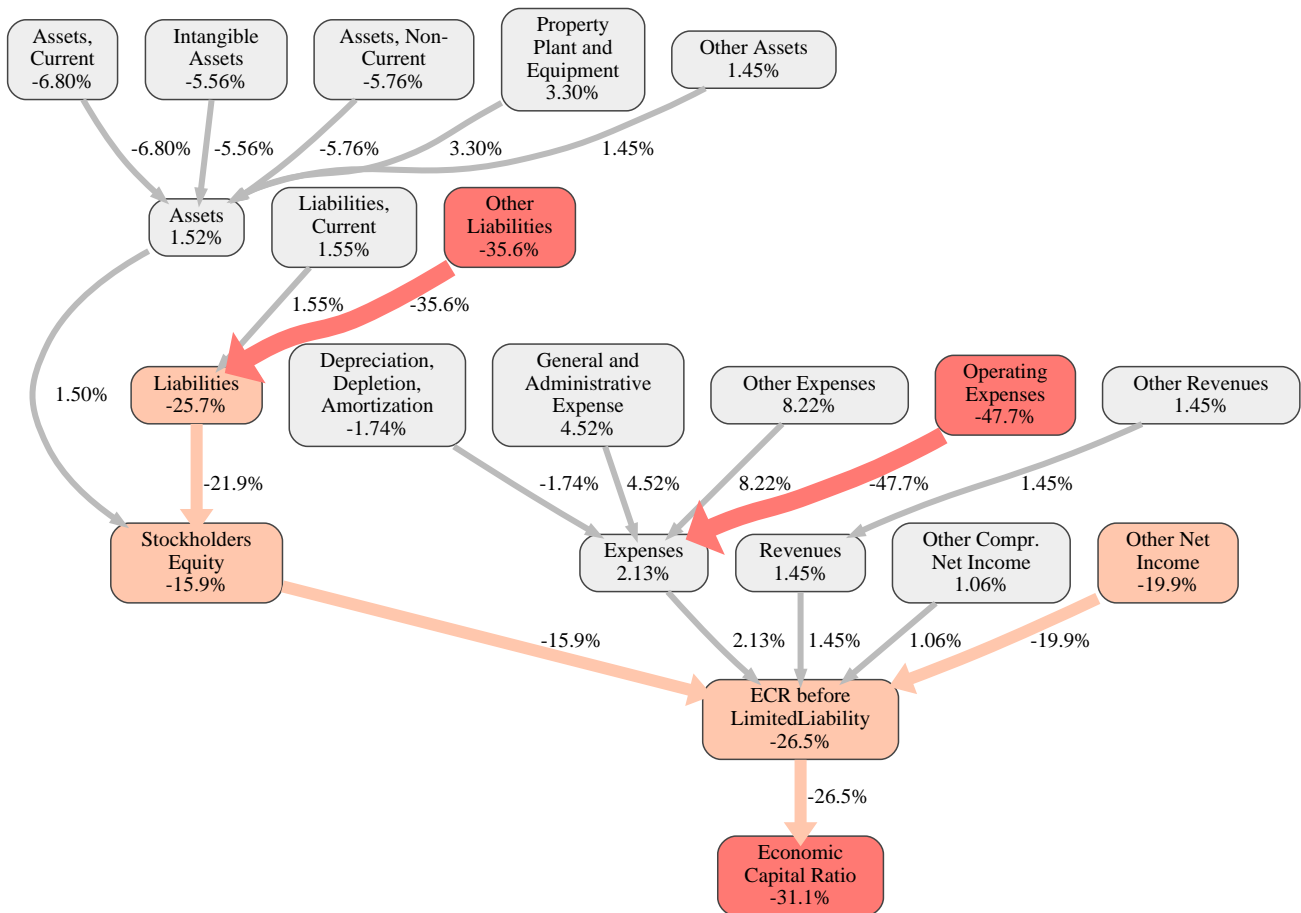 Assets,
Current
-6.80%
Intangible
Assets
-5.56%
Assets, Non-
Current
-5.76%
Property
Plant and
Equipment
3.30%
Other Assets
1.45%
-6.80%
-5.56%
-5.76%
3.30%
1.45%
Assets
1.52%
Liabilities,
Current
1.55%
Other
Liabilities
-35.6%
1.55%
-35.6%
Liabilities
-25.7%
Depreciation,
Depletion,
Amortization
-1.74%
General and
Administrative
Expense
4.52%
Other Expenses
8.22%
Operating
Expenses
-47.7%
Other Revenues
1.45%
1.50%
-21.9%
-1.74%
4.52%
8.22%
-47.7%
1.45%
Stockholders
Equity
-15.9%
Expenses
2.13%
Revenues
1.45%
Other Compr.
Net Income
1.06%
Other Net
Income
-19.9%
-15.9%
2.13%
1.45%
1.06%
-19.9%
ECR before
LimitedLiability
-26.5%
-26.5%
Economic
Capital Ratio
-31.1%